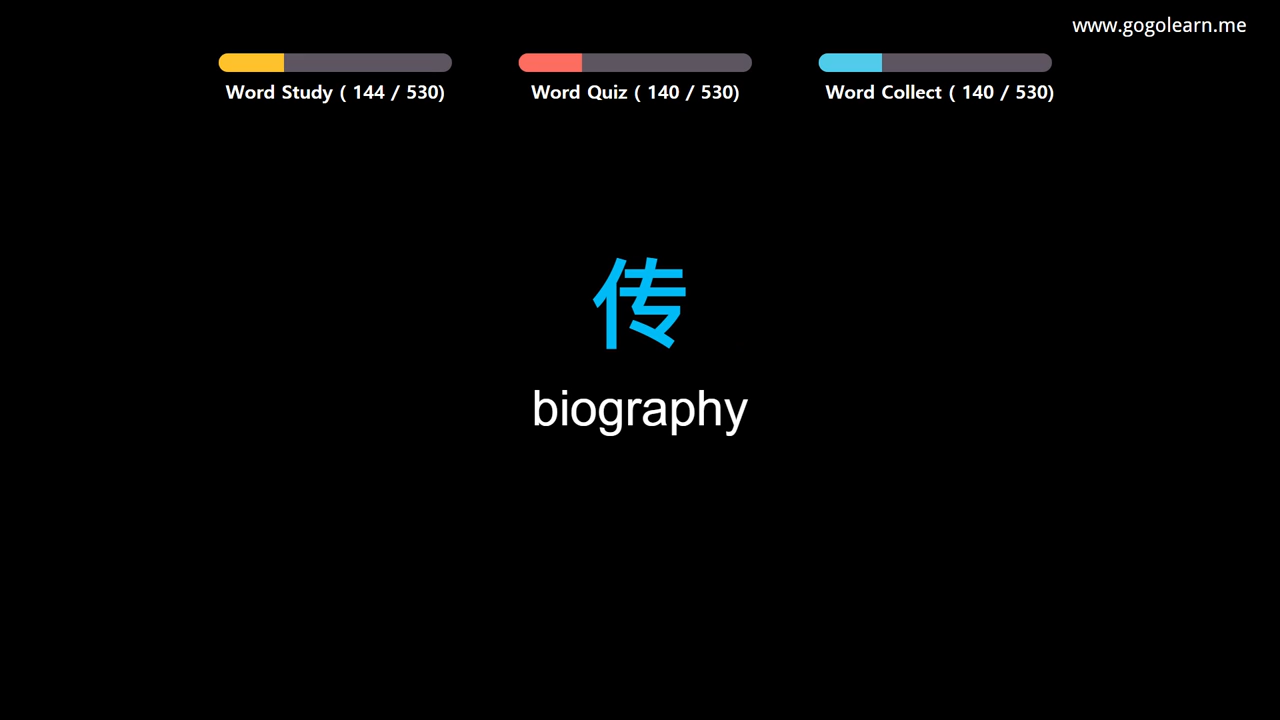 www.gogolearn.me
Word Study ( 144 / 530)
Word Quiz ( 140 / 530)
Word Collect ( 140 / 530)
传
biography